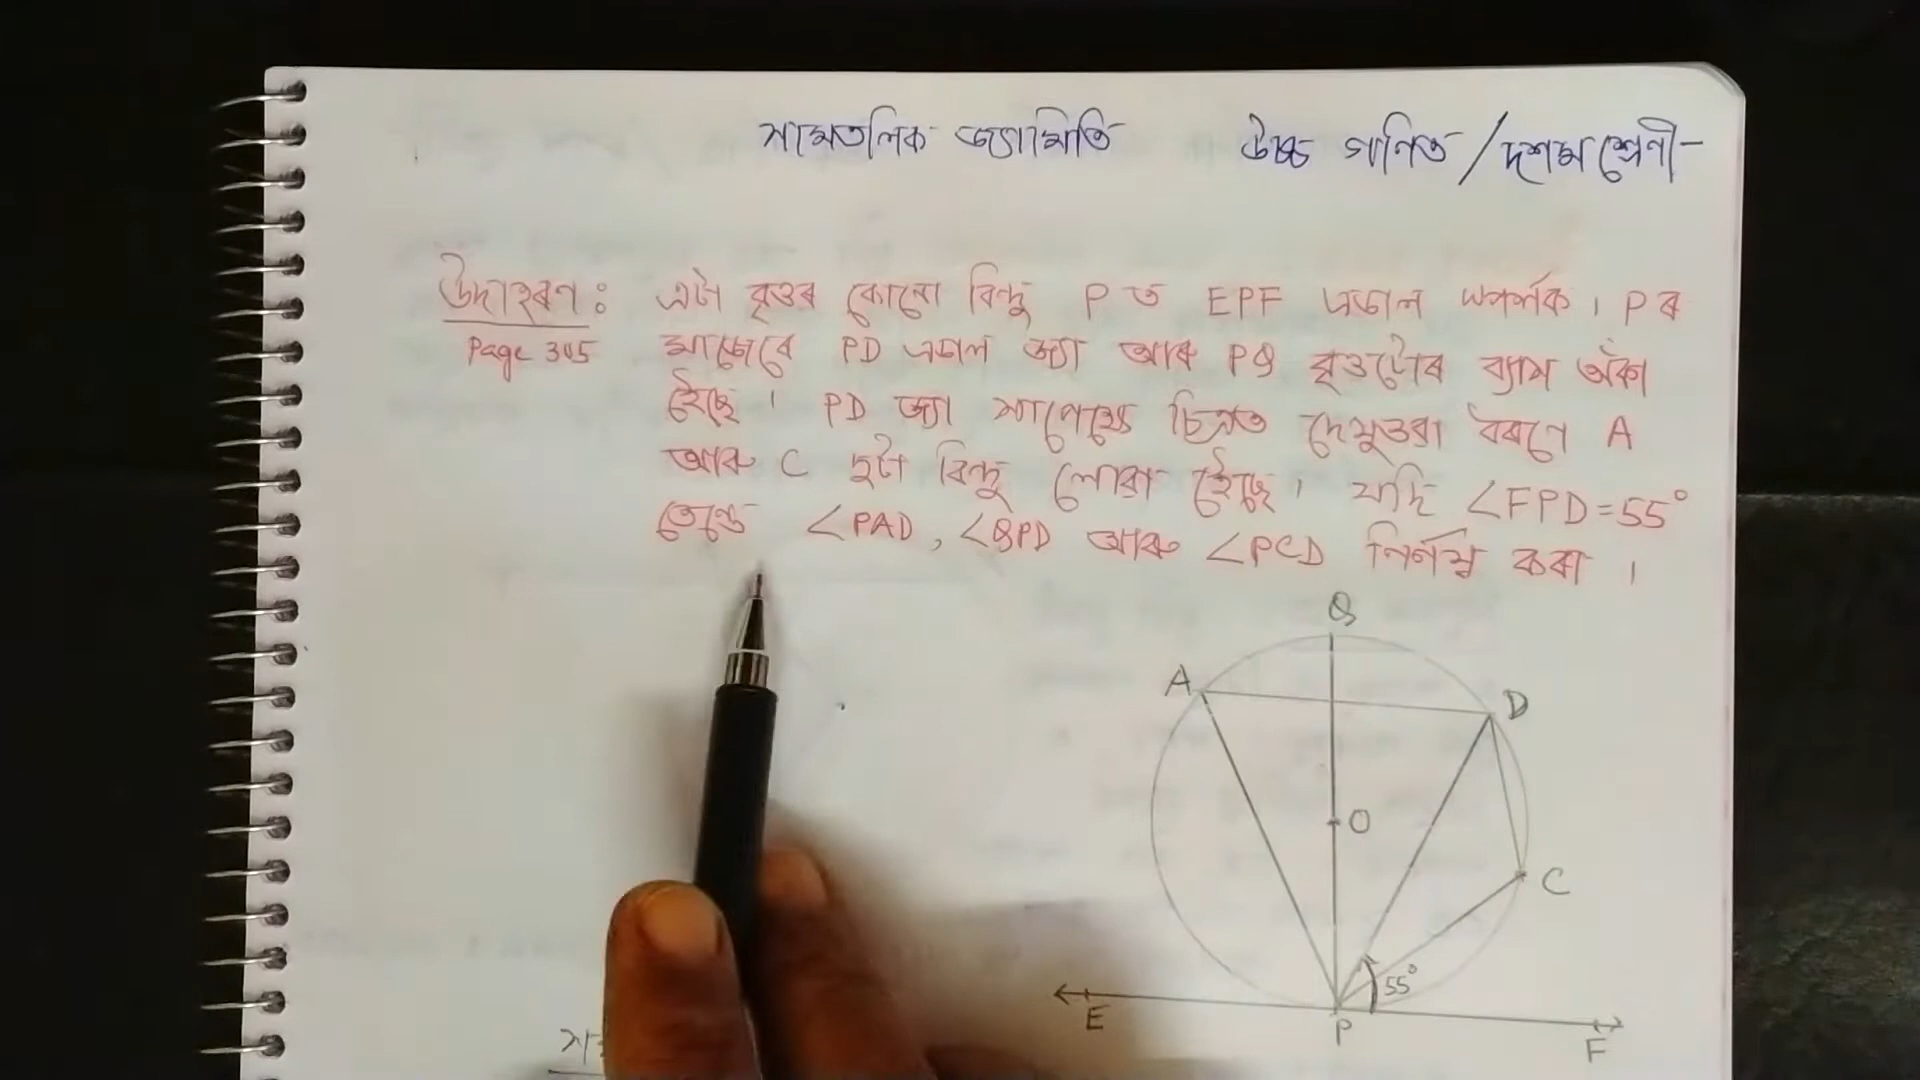 সামতলিক জ্যামিতি উচ্চ গণিত / দশম শ্ৰেণী-
উদাহৰণ : এটা বৃত্তৰ কোনো বিন্দু P ত EPF এডাল স্পৰ্শক। P ৰ
Page 305 মাজেৰে PD এডাল জ্যা আৰু PQ বৃত্তটোৰ ব্যাস অঁকা
হৈছে। PD জ্যা সাপেক্ষে চিত্ৰত দেখুওৱা ধৰণে A
আৰু C দুটা বিন্দু লোৱা হৈছে। যদি ∠FPD = 55°
তেন্তে ∠PAD, ∠QPD আৰু ∠PCD নিৰ্ণয় কৰা।
Q
A
D
O
C
55°
E
P
F